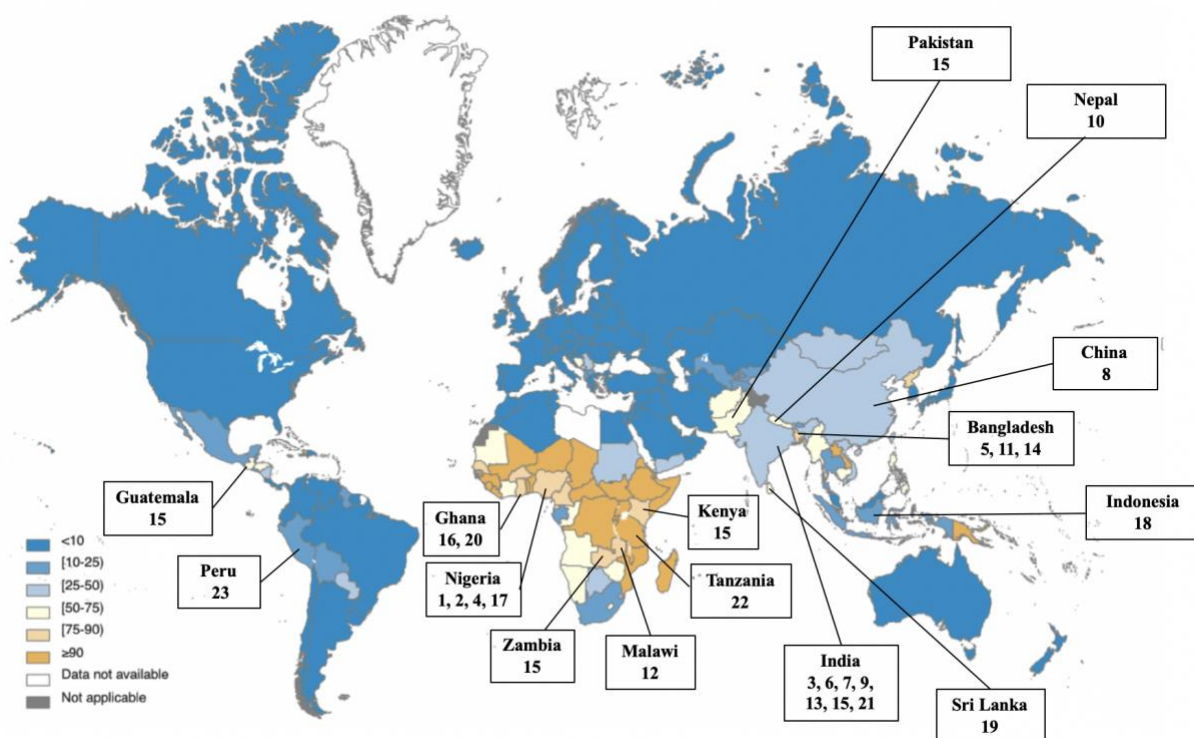 Pakistan
15
Nepal
10
China
8
Bangladesh
5, 11, 14
Guatemala
15
Indonesia
18
Ghana
16, 20
Kenya
15
Peru
23
Nigeria
1, 2, 4, 17
Tanzania
22
Zambia
15
Malawi
12
India
3, 6, 7, 9,
13, 15, 21
Sri Lanka
19
<10
[10-25)
[25-50)
[50-75)
[75-90)
≥90
Data not available
Not applicable